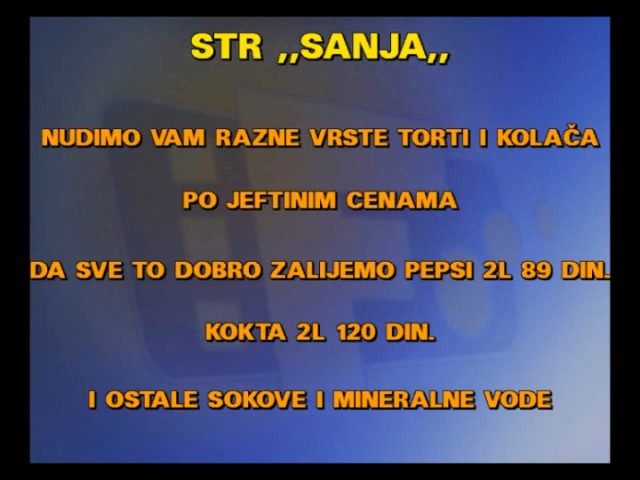 STR ,,SANJA,,
NUDIMO VAM RAZNE VRSTE TORTI I KOLAČA
PO JEFTINIM CENAMA
DA SVE TO DOBRO ZALIJEMO PEPSI 2L 89 DIN.
KOKTA 2L 120 DIN.
I OSTALE SOKOVE I MINERALNE VODE